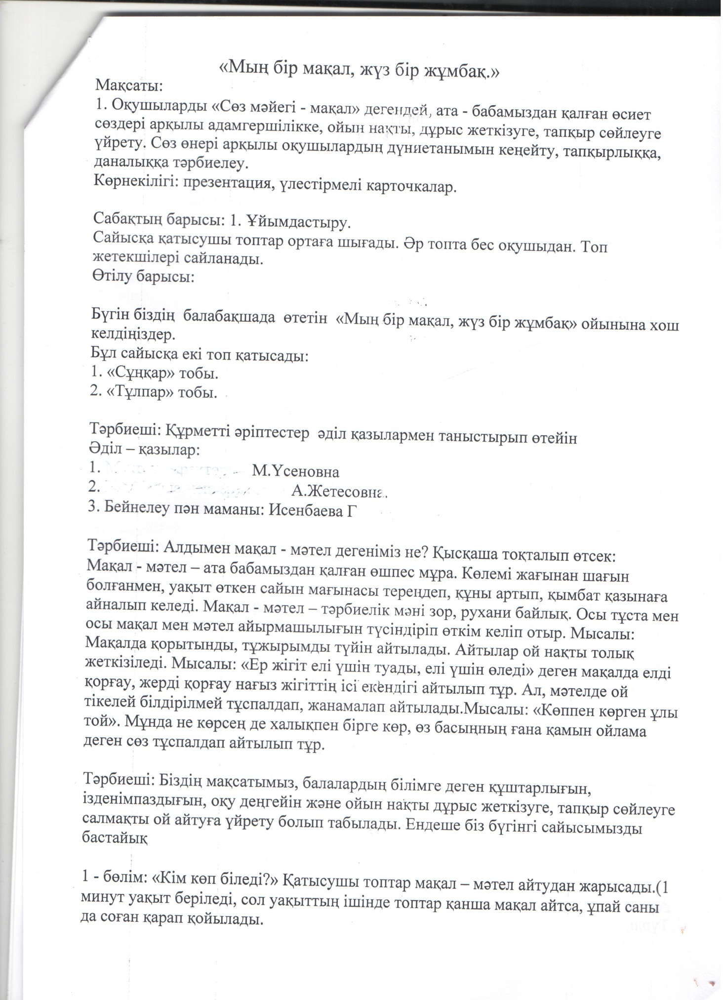 «Мың бір мақал, жүз бір жұмбақ.»
Мақсаты:
1. Оқушыларды «Сөз мәйегі - мақал» дегендей, ата - бабамыздан қалған өсиет
сөздері арқылы адамгершілікке, ойын нақты, дұрыс жеткізуге, тапқыр сөйлеуге
үйрету. Сөз өнері арқылы оқушылардың дүниетанымын кеңейту, тапқырлыққа,
даналыққа тәрбиелеу.
Көрнекілігі: презентация, үлестірмелі карточкалар.
Сабақтың барысы: 1. Ұйымдастыру.
Сайысқа қатысушы топтар ортаға шығады. Әр топта бес оқушыдан. Топ
жетекшілері сайланады.
Өтілу барысы:
Бүгін біздің балабақшада өтетін «Мың бір мақал, жүз бір жұмбақ» ойынына хош
келдіңіздер.
Бұл сайысқа екі топ қатысады:
1. «Сұңқар» тобы.
2. «Тұлпар» тобы.
Тәрбиеші: Құрметті әріптестер әділ қазылармен таныстырып өтейін
Әділ – қазылар:
1. М.Үсеновна
2. А.Жетесовна.
3. Бейнелеу пән маманы: Исенбаева Г
Тәрбиеші: Алдымен мақал - мәтел дегеніміз не? Қысқаша тоқталып өтсек:
Мақал - мәтел – ата бабамыздан қалған өшпес мұра. Көлемі жағынан шағын
болғанмен, уақыт өткен сайын мағынасы тереңдеп, құны артып, қымбат қазынаға
айналып келеді. Мақал - мәтел – тәрбиелік мәні зор, рухани байлық. Осы тұста мен
осы мақал мен мәтел айырмашылығын түсіндіріп өткім келіп отыр. Мысалы:
Мақалда қорытынды, тұжырымды түйін айтылады. Айтылар ой нақты толық
жеткізіледі. Мысалы: «Ер жігіт елі үшін туады, елі үшін өледі» деген мақалда елді
қорғау, жерді қорғау нағыз жігіттің ісі екендігі айтылып тұр. Ал, мәтелде ой
тікелей білдірілмей тұспалдап, жанамалап айтылады.Мысалы: «Көппен көрген ұлы
той». Мұнда не көрсең де халықпен бірге көр, өз басыңның ғана қамын ойлама
деген сөз тұспалдап айтылып тұр.
Тәрбиеші: Біздің мақсатымыз, балалардың білімге деген құштарлығын,
ізденімпаздығын, оқу деңгейін және ойын нақты дұрыс жеткізуге, тапқыр сөйлеуге
салмақты ой айтуға үйрету болып табылады. Ендеше біз бүгінгі сайысымызды
бастайық
1 - бөлім: «Кім көп біледі?» Қатысушы топтар мақал – мәтел айтудан жарысады.(1
минут уақыт беріледі, сол уақыттың ішінде топтар қанша мақал айтса, ұпай саны
да соған қарап қойылады.